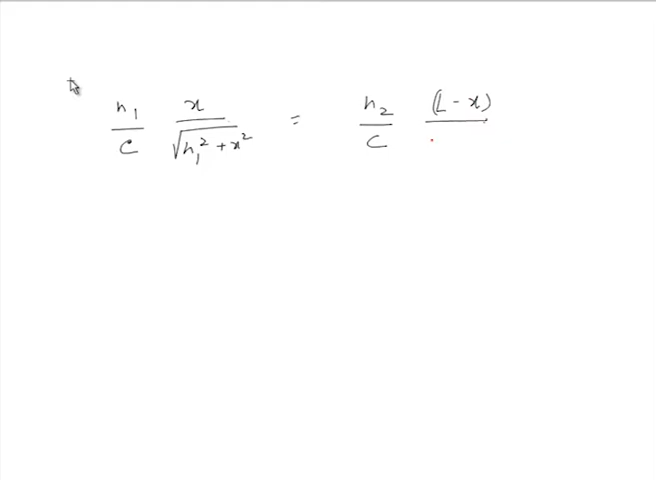 n₁/c x/√(h₁² + x²) = n₂/c (L - x)/